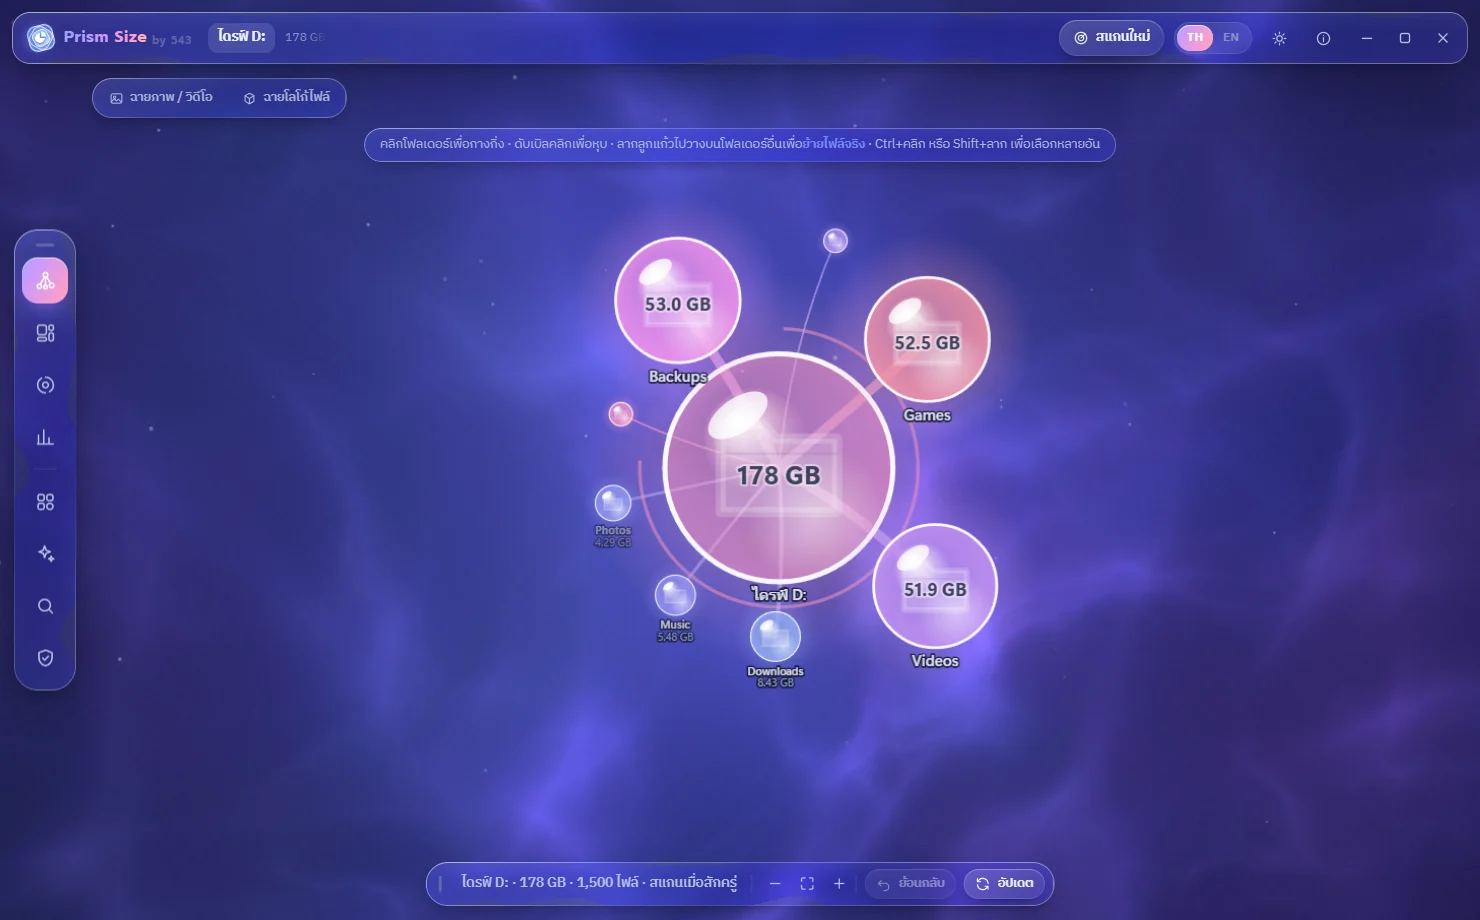 Prism Size by 543
ไดรฟ์ D:
178 GB
สแกนใหม่
TH
EN
ฉายภาพ / วิดีโอ
ฉายโลโก้ไฟล์
คลิกโฟลเดอร์เพื่อกางกิ่ง · ดับเบิลคลิกเพื่อหุบ · ลากลูกแก้วไปวางบนโฟลเดอร์อื่นเพื่อย้ายไฟล์จริง · Ctrl+คลิก หรือ Shift+ลาก เพื่อเลือกหลายอัน
53.0 GB
Backups
52.5 GB
Games
178 GB
ไดรฟ์ D:
Photos
4.29 GB
51.9 GB
Videos
Music
5.48 GB
Downloads
8.43 GB
ไดรฟ์ D: · 178 GB · 1,500 ไฟล์ · สแกนเมื่อสักครู่
ย้อนกลับ
อัปเดต